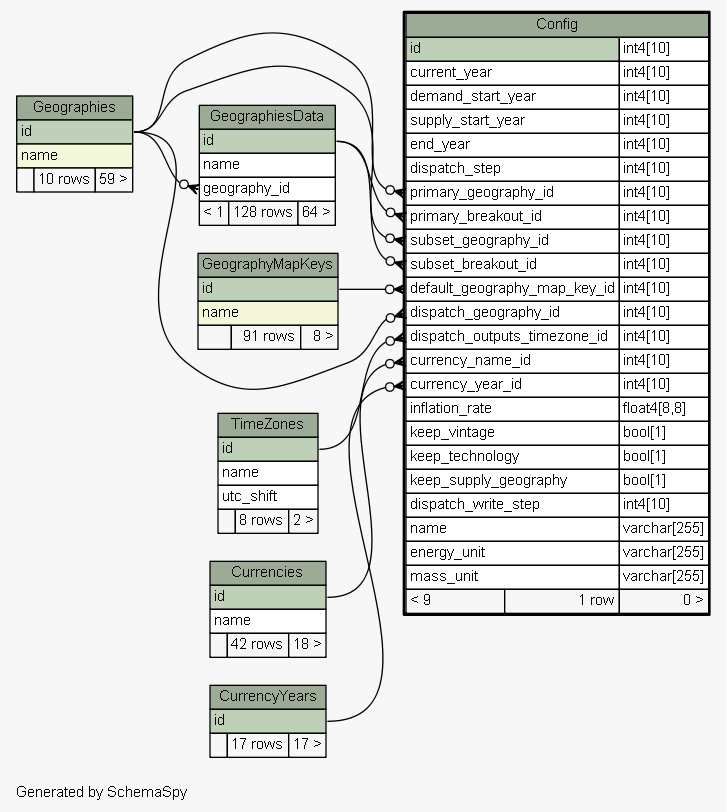 Config
id int4[10]
current_year int4[10]
demand_start_year int4[10]
supply_start_year int4[10]
end_year int4[10]
dispatch_step int4[10]
primary_geography_id int4[10]
primary_breakout_id int4[10]
subset_geography_id int4[10]
subset_breakout_id int4[10]
default_geography_map_key_id int4[10]
dispatch_geography_id int4[10]
dispatch_outputs_timezone_id int4[10]
currency_name_id int4[10]
currency_year_id int4[10]
inflation_rate float4[8,8]
keep_vintage bool[1]
keep_technology bool[1]
keep_supply_geography bool[1]
dispatch_write_step int4[10]
name varchar[255]
energy_unit varchar[255]
mass_unit varchar[255]
< 9 1 row 0 >
Geographies
id
name
10 rows 59 >
GeographiesData
id
name
geography_id
< 1 128 rows 64 >
GeographyMapKeys
id
name
91 rows 8 >
TimeZones
id
name
utc_shift
8 rows 2 >
Currencies
id
name
42 rows 18 >
CurrencyYears
id
17 rows 17 >
Generated by SchemaSpy